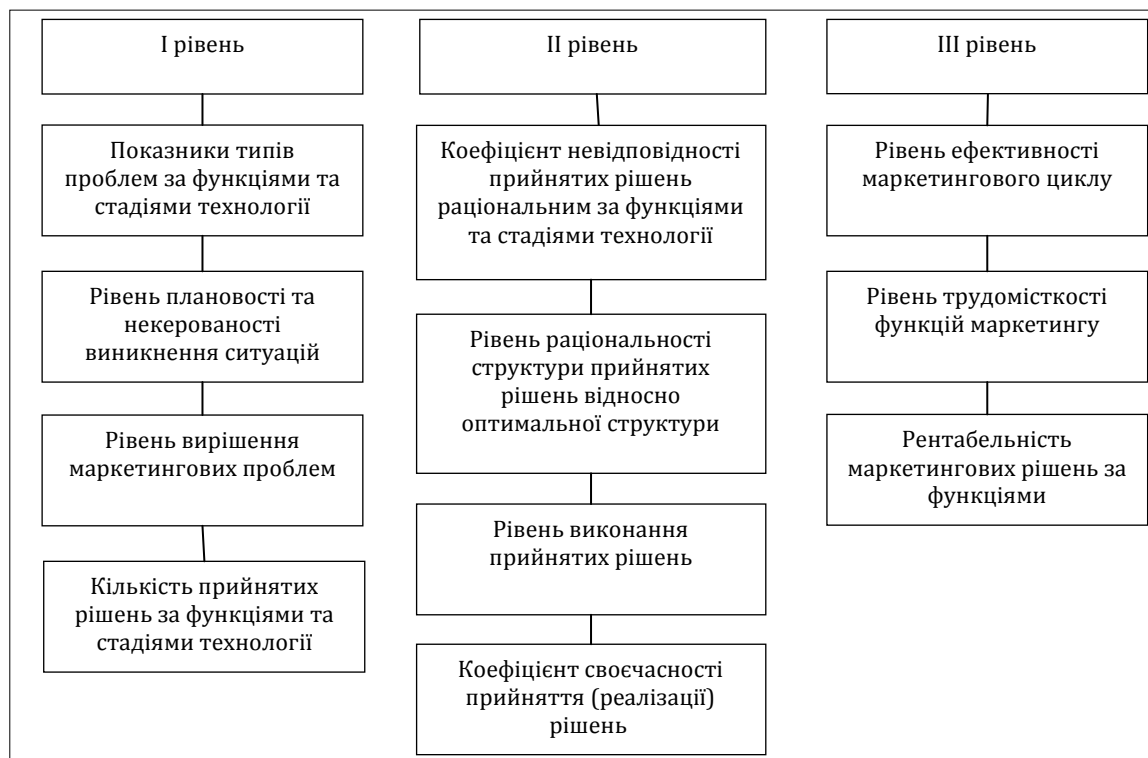 І рівень
Показники типів
проблем за функціями та
стадіями технології
Рівень плановості та
некерованості
виникнення ситуацій
Рівень вирішення
маркетингових проблем
Кількість прийнятих
рішень за функціями та
стадіями технології
ІІ рівень
Коефіцієнт невідповідності
прийнятих рішень
раціональним за функціями
та стадіями технології
Рівень раціональності
структури прийнятих
рішень відносно
оптимальної структури
Рівень виконання
прийнятих рішень
Коефіцієнт своєчасності
прийняття (реалізації)
рішень
ІІІ рівень
Рівень ефективності
маркетингового циклу
Рівень трудомісткості
функцій маркетингу
Рентабельність
маркетингових рішень за
функціями